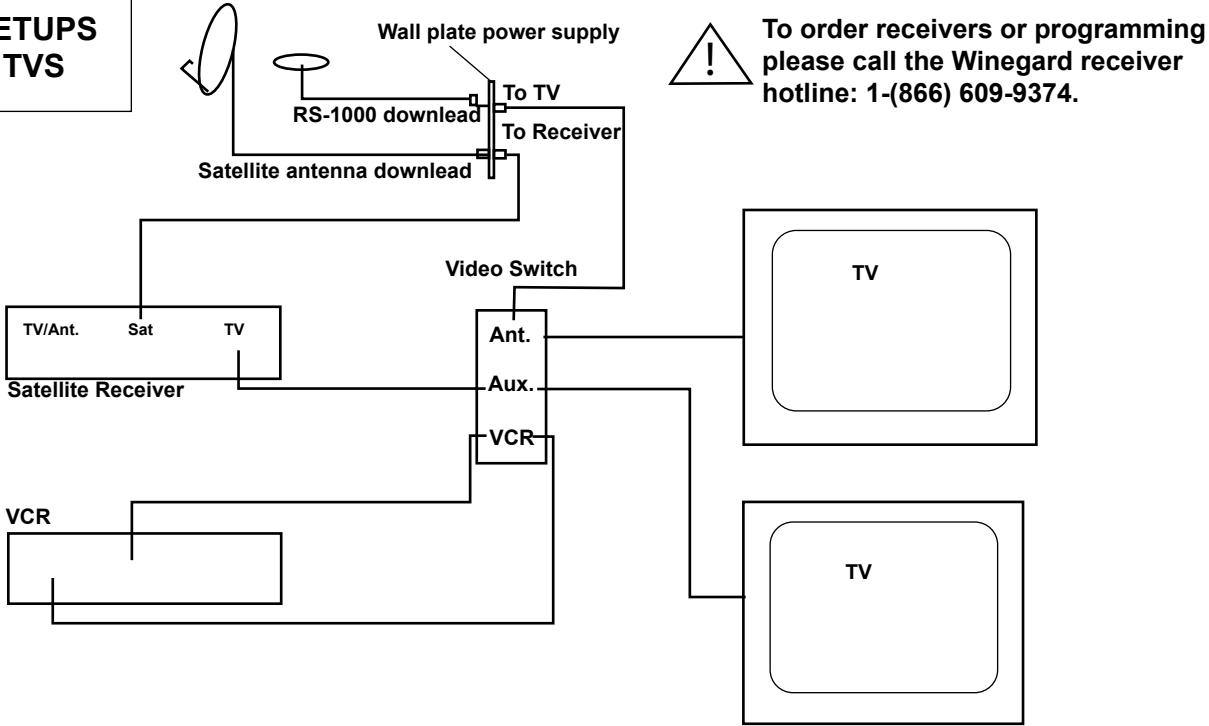 TVS
Wall plate power supply
To order receivers or programming
please call the Winegard receiver
hotline: 1-(866) 609-9374.
!
To TV
RS-1000 downlead
To Receiver
Satellite antenna downlead
Video Switch
TV
TV/Ant. Sat TV
Ant.
Satellite Receiver
Aux.
VCR
VCR
TV